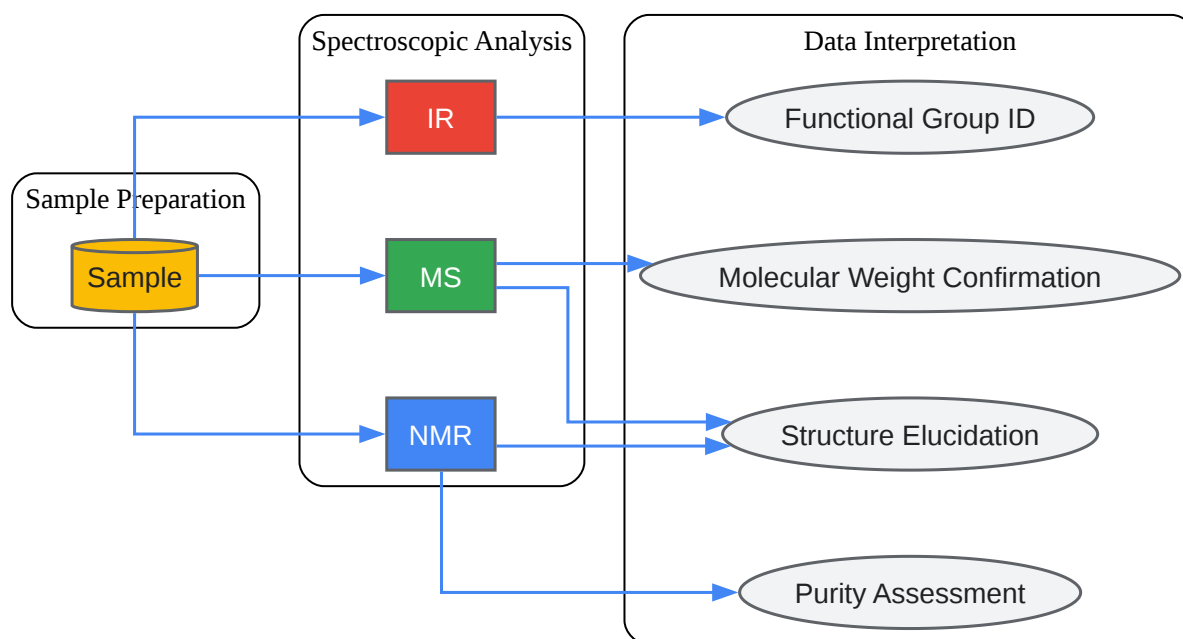 Spectroscopic Analysis
Data Interpretation
IR
Functional Group ID
Sample Preparation
Sample
MS
Molecular Weight Confirmation
NMR
Structure Elucidation
Purity Assessment